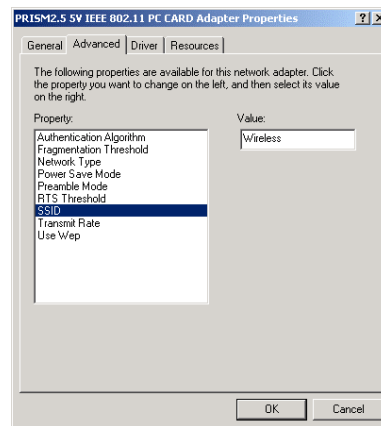 PRISM2.5 5V IEEE 802.11 PC CARD Adapter Properties
General Advanced Driver Resources
The following properties are available for this network adapter. Click
the property you want to change on the left, and then select its value
on the right.
Property:
Authentication Algorithm
Fragmentation Threshold
Network Type
Power Save Mode
Preamble Mode
RTS Threshold
SSID
Transmit Rate
Use Wep
Value:
Wireless
OK Cancel